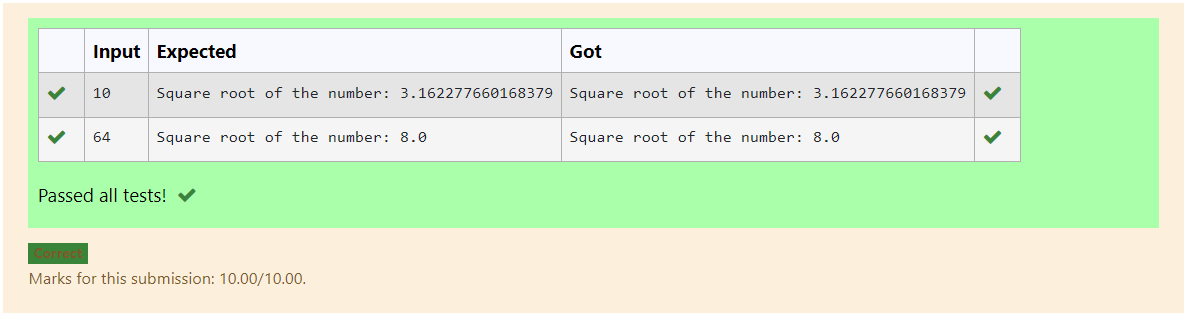 Input Expected Got
10 Square root of the number: 3.162277660168379 Square root of the number: 3.162277660168379
64 Square root of the number: 8.0 Square root of the number: 8.0
Passed all tests!
Correct
Marks for this submission: 10.00/10.00.